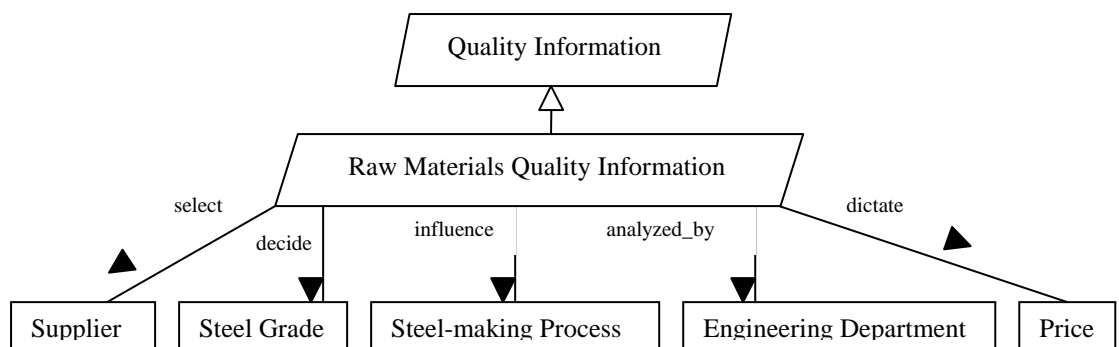 Quality Information
Raw Materials Quality Information
select
dictate
decide
influence
analyzed_by
Supplier
Steel Grade
Steel-making Process
Engineering Department
Price